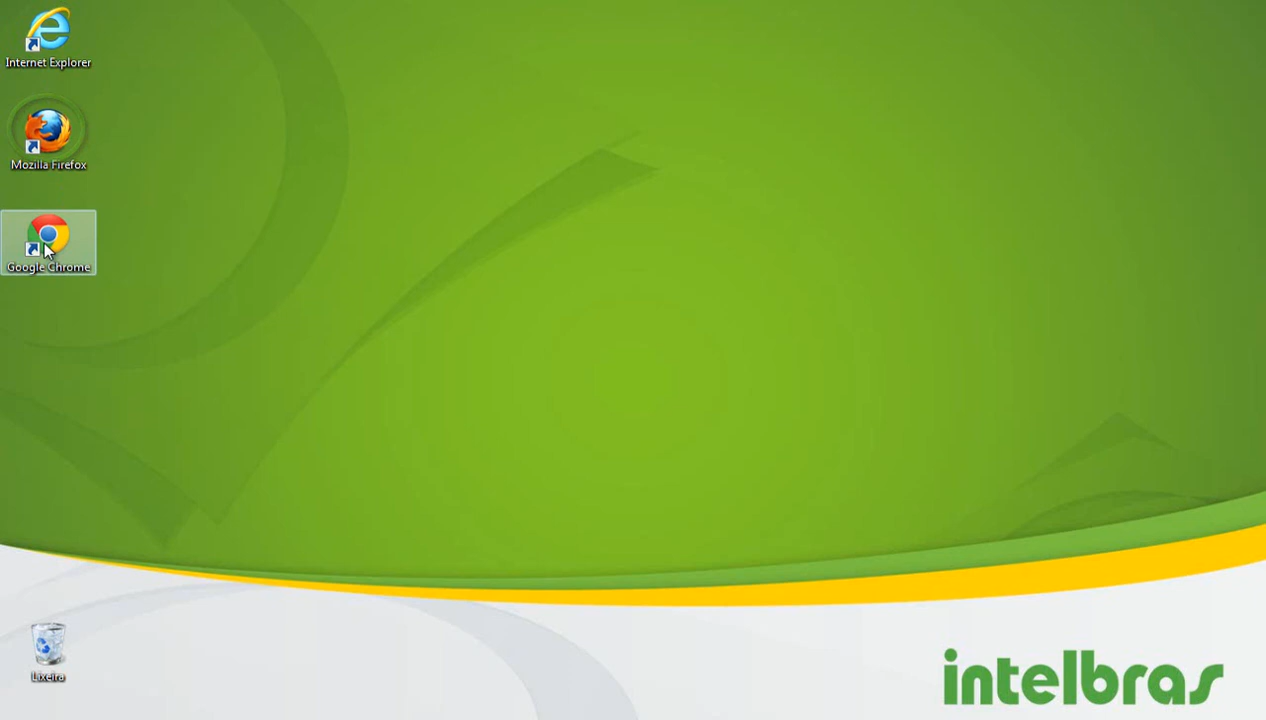 Internet Explorer
Mozilla Firefox
Google Chrome
Lixeira
intelbras